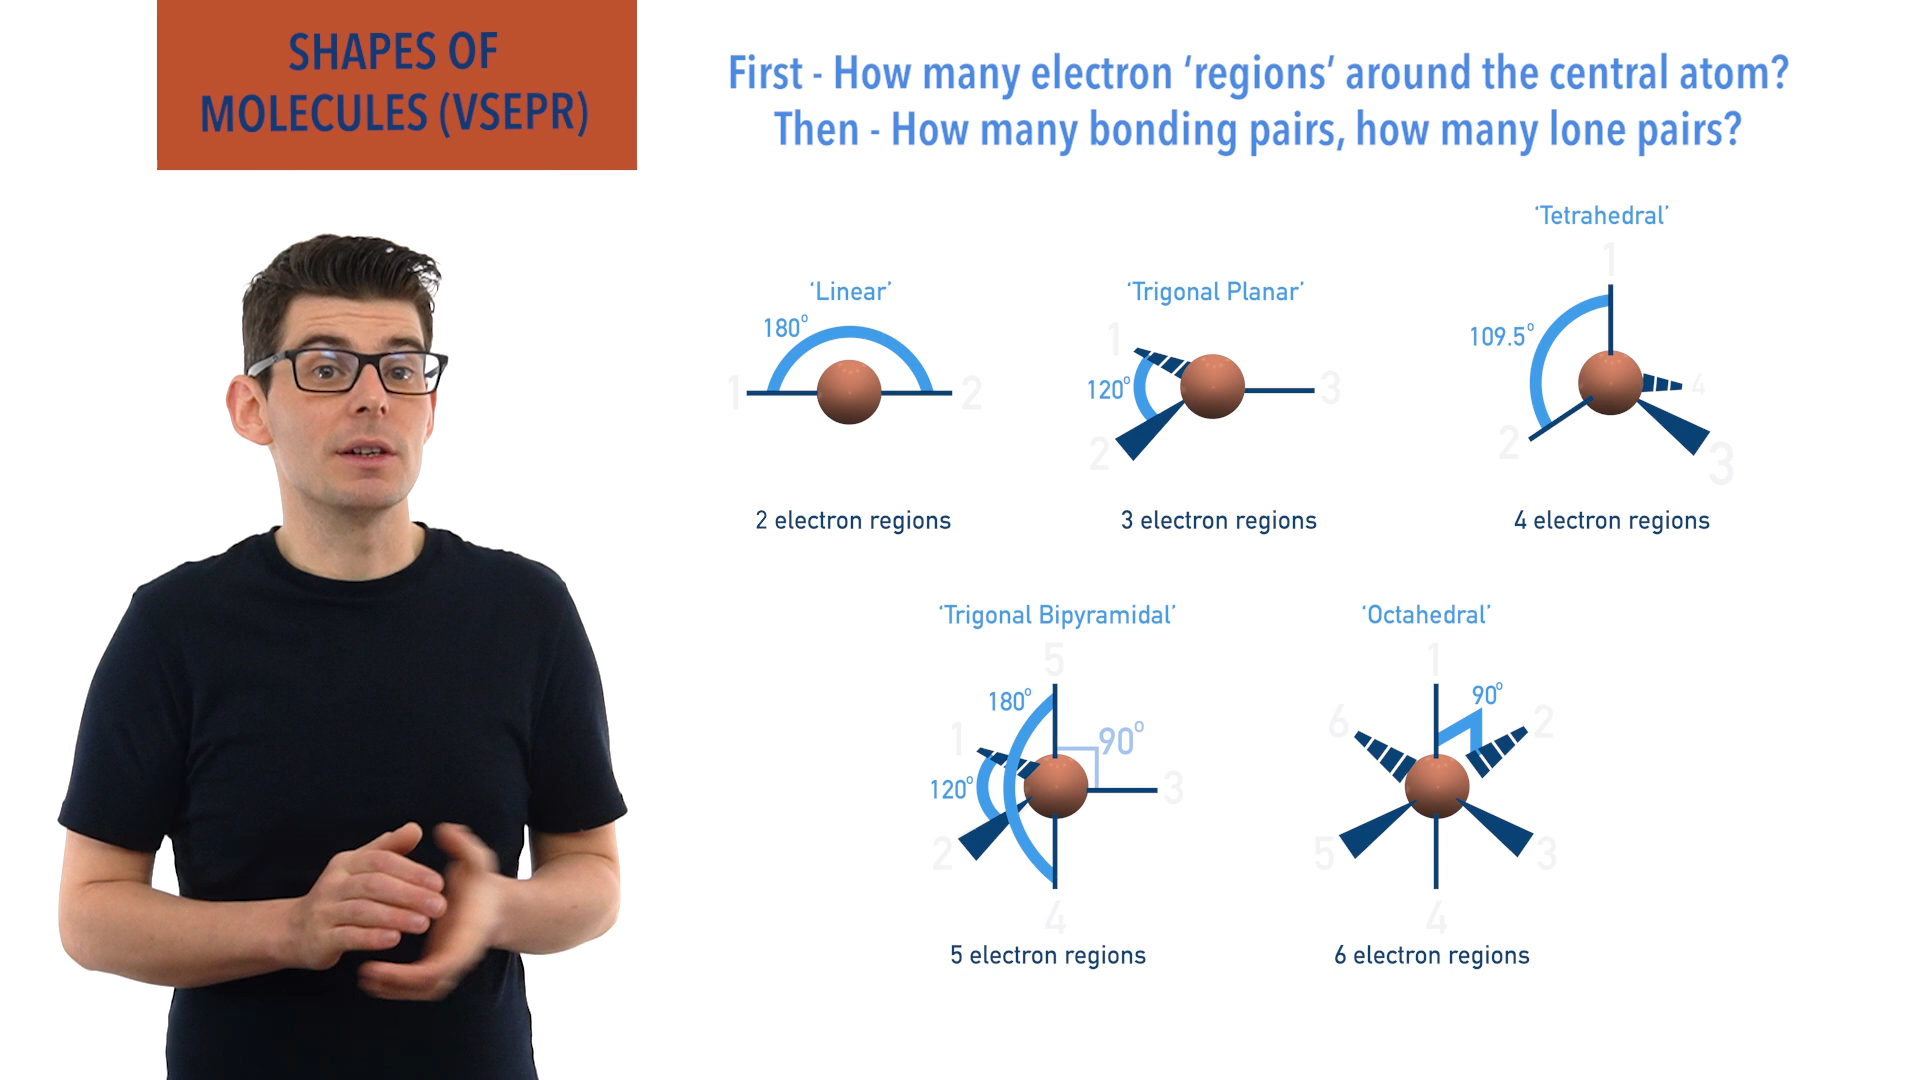 SHAPES OF
MOLECULES (VSEPR)
First - How many electron ‘regions’ around the central atom?
Then - How many bonding pairs, how many lone pairs?
‘Linear’
180°
1
2
2 electron regions
‘Trigonal Planar’
1
120°
2
3
3 electron regions
‘Tetrahedral’
1
109.5°
2
4
3
4 electron regions
‘Trigonal Bipyramidal’
5
180°
1
90°
120°
3
2
4
5 electron regions
‘Octahedral’
1
90°
6
2
5
3
4
6 electron regions